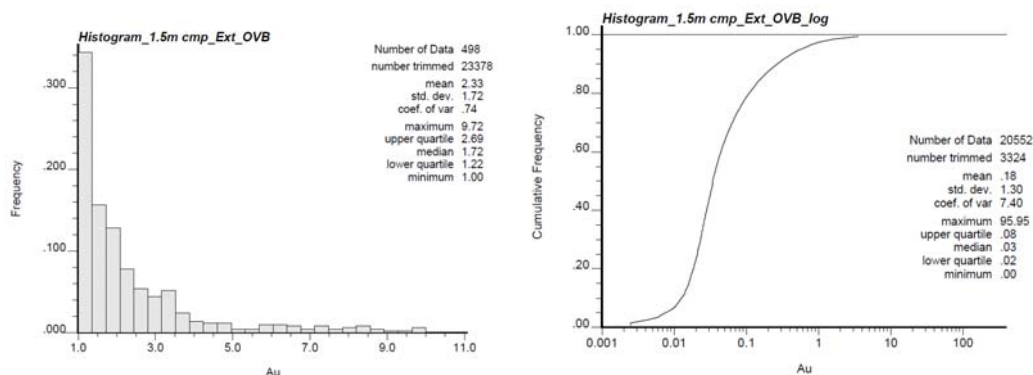 Histogram_1.5m cmp_Ext_OVB
Number of Data 498
number trimmed 23378
mean 2.33
std. dev. 1.72
coef. of var .74
maximum 9.72
upper quartile 2.69
median 1.72
lower quartile 1.22
minimum 1.00
Frequency
.300
.200
.100
.000
1.0 3.0 5.0 7.0 9.0 11.0
Au
Histogram_1.5m cmp_Ext_OVB_log
1.00
.80
.60
.40
.20
.00
Cumulative Frequency
Number of Data 20552
number trimmed 3324
mean .18
std. dev. 1.30
coef. of var 7.40
maximum 95.95
upper quartile .08
median .03
lower quartile .02
minimum .00
0.001 0.01 0.1 1 10 100
Au